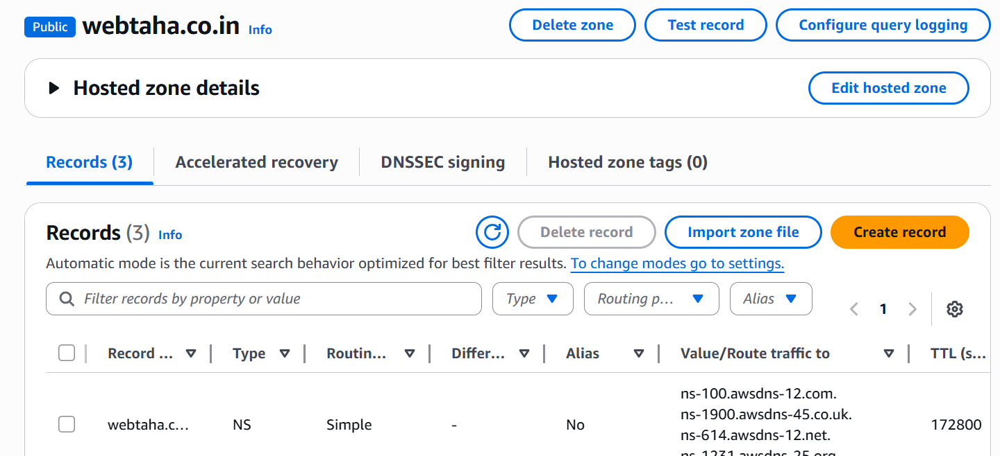 Public webtaha.co.in Info Delete zone Test record Configure query logging
Hosted zone details Edit hosted zone
Records (3) Accelerated recovery DNSSEC signing Hosted zone tags (0)
Records (3) Info Delete record Import zone file Create record
Automatic mode is the current search behavior optimized for best filter results. To change modes go to settings.
Filter records by property or value Type Routing p... Alias 1
Record ... Type Routin... Differ... Alias Value/Route traffic to TTL (s...
ns-100.awsdns-12.com.
ns-1900.awsdns-45.co.uk.
webtaha.c... NS Simple - No 172800
ns-614.awsdns-12.net.
ns-1231.awsdns-25.org.